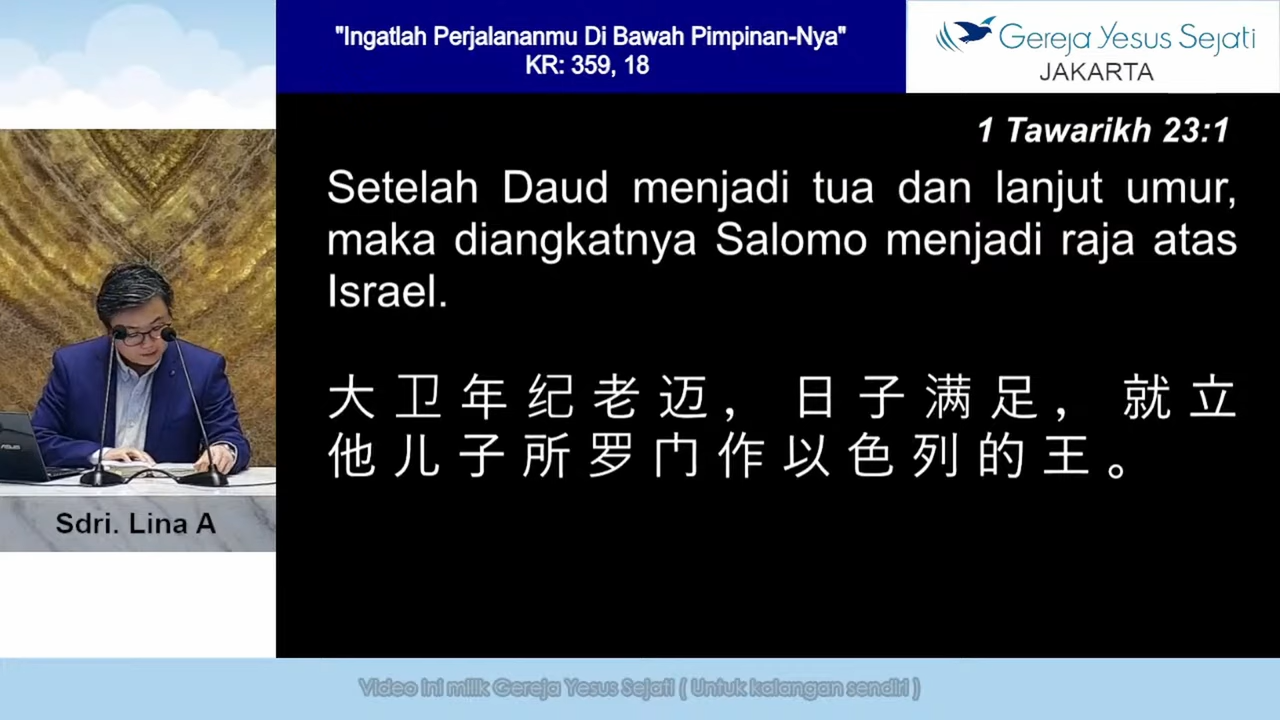 "Ingatlah Perjalananmu Di Bawah Pimpinan-Nya"
KR: 359, 18
Gereja Yesus Sejati
JAKARTA
1 Tawarikh 23:1
Setelah Daud menjadi tua dan lanjut umur,
maka diangkatnya Salomo menjadi raja atas
Israel.
大卫年纪老迈，日子满足，就立
他儿子所罗门作以色列的王。
ASUS
Sdri. Lina A
Video ini milik Gereja Yesus Sejati ( Untuk kalangan sendiri )